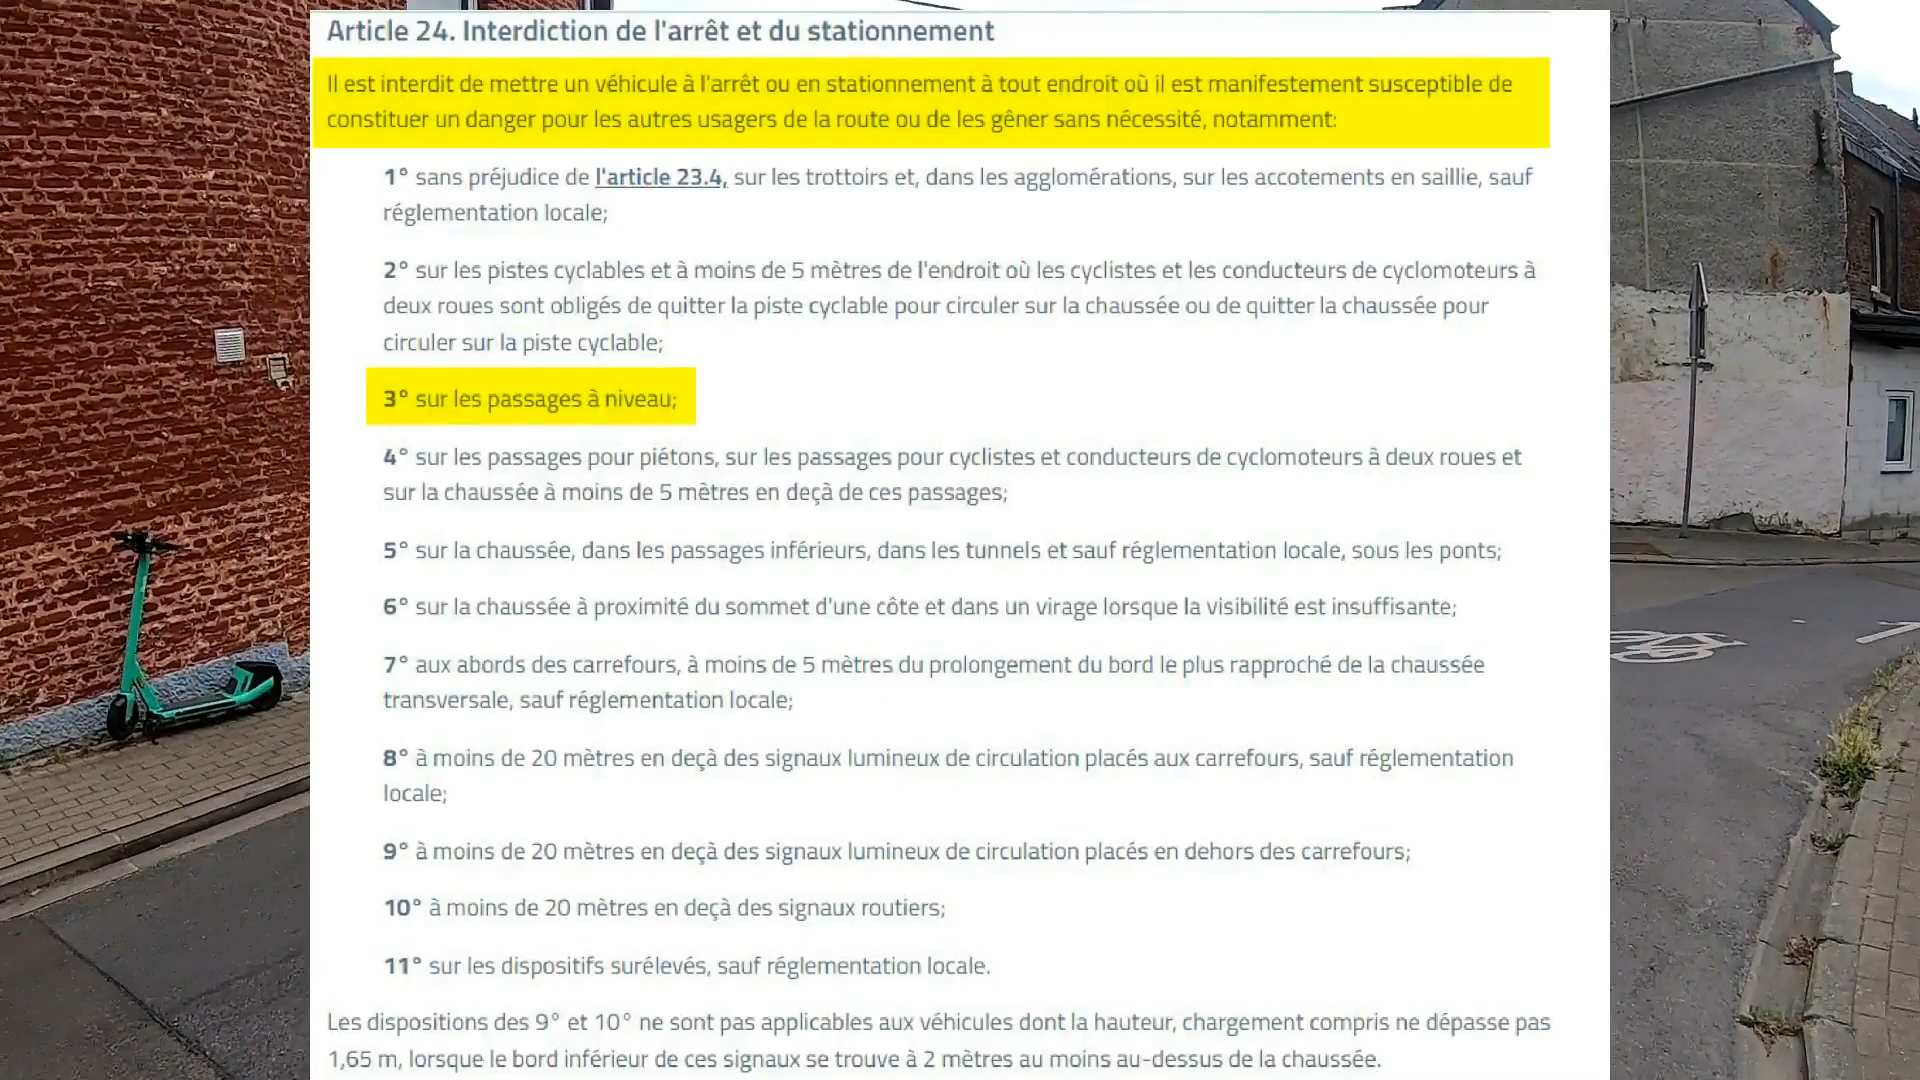 Article 24. Interdiction de l'arrêt et du stationnement
Il est interdit de mettre un véhicule à l'arrêt ou en stationnement à tout endroit où il est manifestement susceptible de
constituer un danger pour les autres usagers de la route ou de les gêner sans nécessité, notamment:
1° sans préjudice de l'article 23.4, sur les trottoirs et, dans les agglomérations, sur les accotements en saillie, sauf
réglementation locale;
2° sur les pistes cyclables et à moins de 5 mètres de l'endroit où les cyclistes et les conducteurs de cyclomoteurs à
deux roues sont obligés de quitter la piste cyclable pour circuler sur la chaussée ou de quitter la chaussée pour
circuler sur la piste cyclable;
3° sur les passages à niveau;
4° sur les passages pour piétons, sur les passages pour cyclistes et conducteurs de cyclomoteurs à deux roues et
sur la chaussée à moins de 5 mètres en deçà de ces passages;
5° sur la chaussée, dans les passages inférieurs, dans les tunnels et sauf réglementation locale, sous les ponts;
6° sur la chaussée à proximité du sommet d'une côte et dans un virage lorsque la visibilité est insuffisante;
7° aux abords des carrefours, à moins de 5 mètres du prolongement du bord le plus rapproché de la chaussée
transversale, sauf réglementation locale;
8° à moins de 20 mètres en deçà des signaux lumineux de circulation placés aux carrefours, sauf réglementation
locale;
9° à moins de 20 mètres en deçà des signaux lumineux de circulation placés en dehors des carrefours;
10° à moins de 20 mètres en deçà des signaux routiers;
11° sur les dispositifs surélevés, sauf réglementation locale.
Les dispositions des 9° et 10° ne sont pas applicables aux véhicules dont la hauteur, chargement compris ne dépasse pas
1,65 m, lorsque le bord inférieur de ces signaux se trouve à 2 mètres au moins au-dessus de la chaussée.